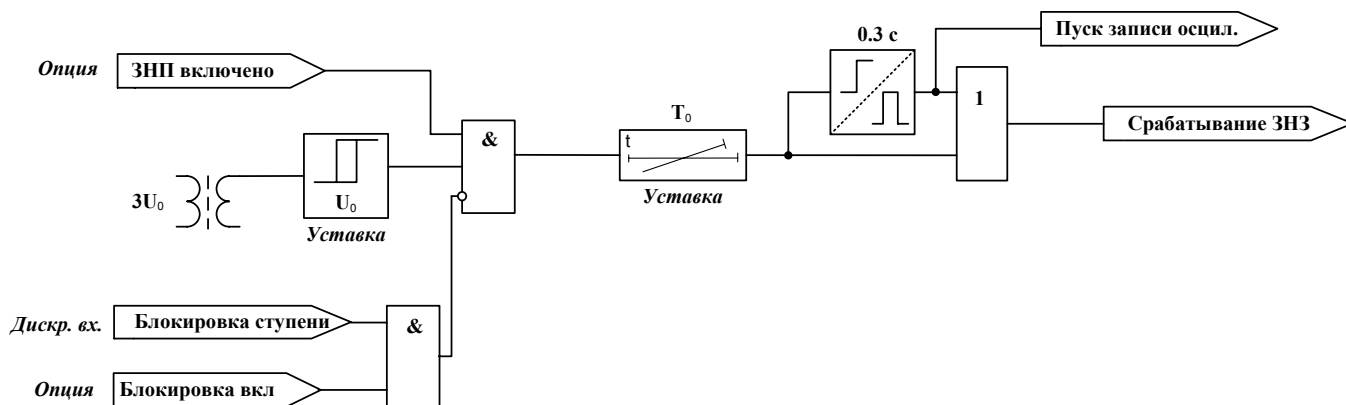 0.3 с
Пуск записи осцил.
Опция
ЗНП включено
&
T₀
1
Срабатывание ЗНЗ
t
3U₀
U₀
Уставка
Уставка
Дискр. вх.
Блокировка ступени
&
Опция
Блокировка вкл